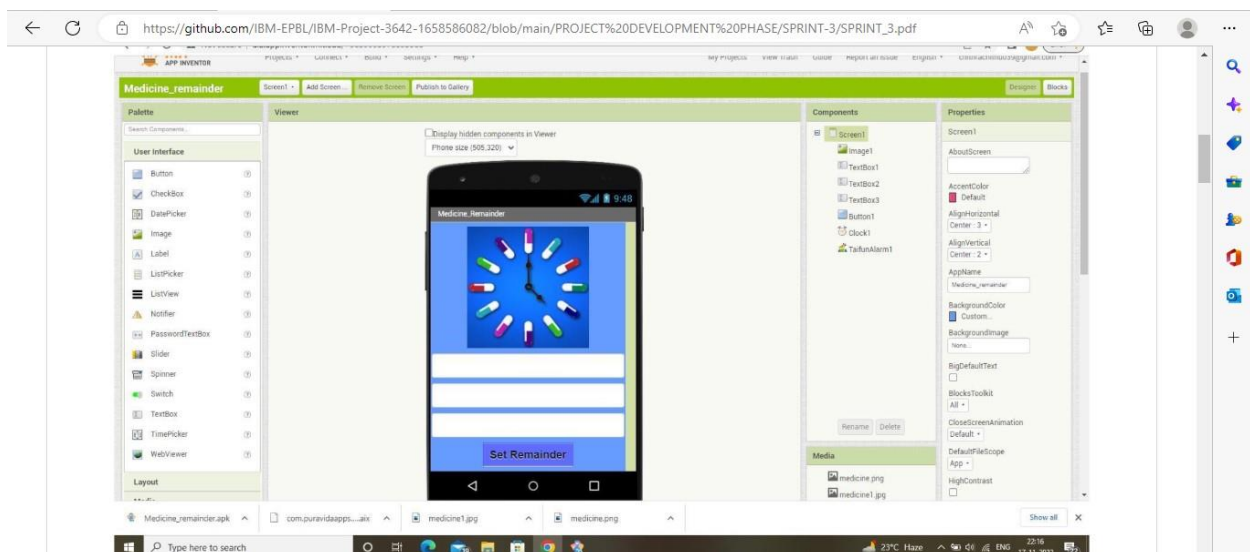 https://github.com/IBM-EPBL/IBM-Project-3642-1658586082/blob/main/PROJECT%20DEVELOPMENT%20PHASE/SPRINT-3/SPRINT_3.pdf
APP INVENTOR
Projects Connect Build Settings Help
My Projects View Trash Guide Report an Issue English
Medicine_remainder
Screen1 Add Screen... Remove Screen Publish to Gallery
Designer Blocks
Palette
Search Components...
User Interface
Button
CheckBox
DatePicker
Image
Label
ListPicker
ListView
Notifier
PasswordTextBox
Slider
Spinner
Switch
TextBox
TimePicker
WebViewer
Layout
Viewer
Display hidden components in Viewer
Phone size (505,320)
9:48
Medicine_Remainder
Set Remainder
Components
Screen1
Image1
TextBox1
TextBox2
TextBox3
Button1
Clock1
TaifunAlarm1
Rename Delete
Media
medicine.png
medicine1.jpg
Properties
Screen1
AboutScreen
AccentColor
Default
AlignHorizontal
Center : 3
AlignVertical
Center : 2
AppName
Medicine_remainder
BackgroundColor
Custom...
BackgroundImage
None...
BigDefaultText
BlocksToolkit
All
CloseScreenAnimation
Default
DefaultFileScope
App
HighContrast
Medicine_remainder.apk
com.puravidaapps....aix
medicine1.jpg
medicine.png
Show all
Type here to search
23°C Haze
ENG
22:16